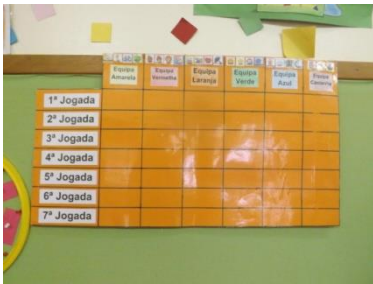 Equipa Amarela
Equipa Vermelha
Equipa Laranja
Equipa Verde
Equipa Azul
1ª Jogada
2ª Jogada
3ª Jogada
4ª Jogada
5ª Jogada
6ª Jogada
7ª Jogada